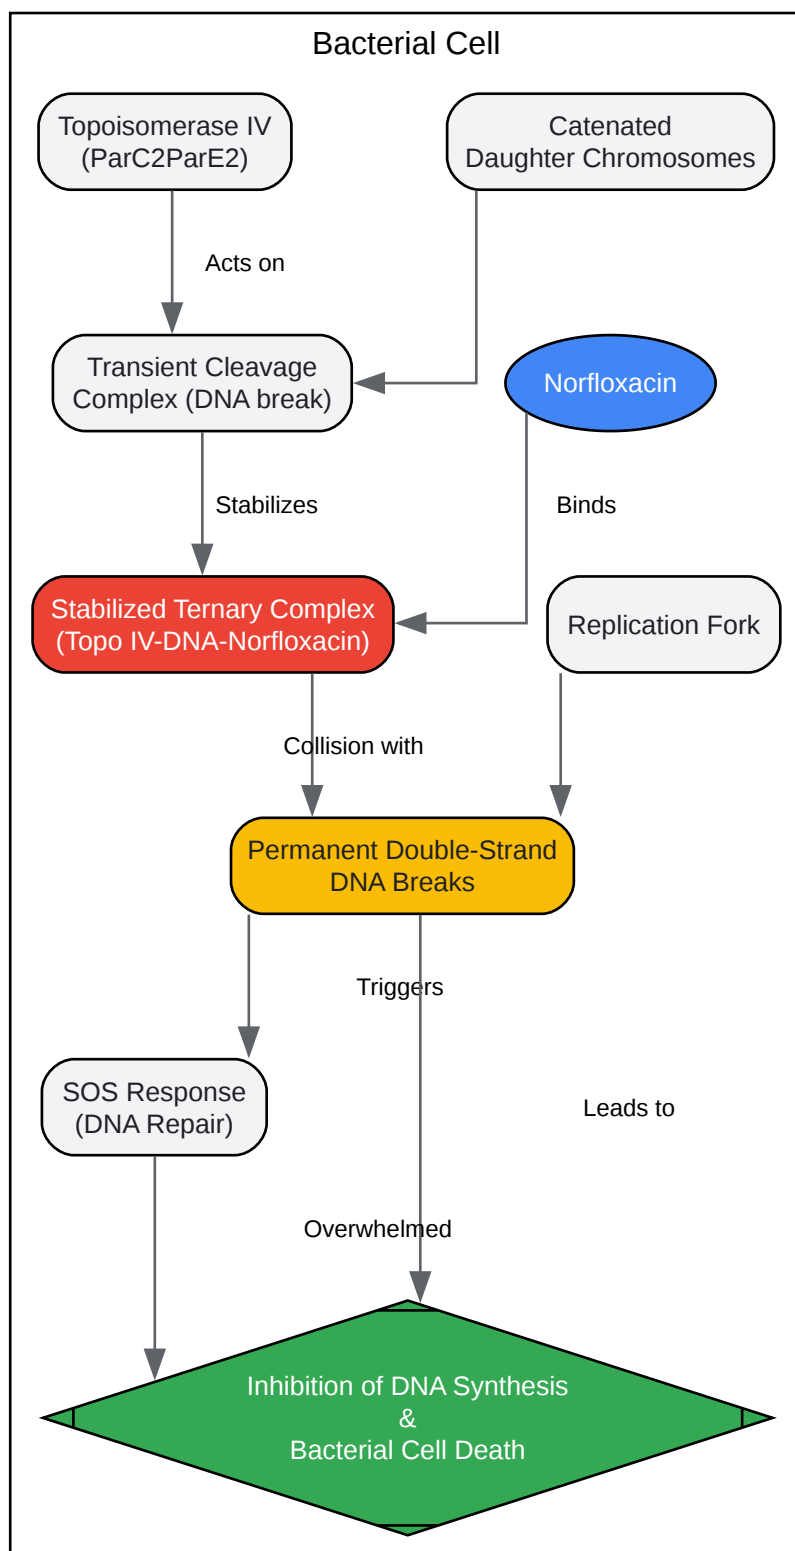 Bacterial Cell
Topoisomerase IV
(ParC2ParE2)
Catenated
Daughter Chromosomes
Acts on
Transient Cleavage
Complex (DNA break)
Norfloxacin
Stabilizes
Binds
Stabilized Ternary Complex
(Topo IV-DNA-Norfloxacin)
Replication Fork
Collision with
Permanent Double-Strand
DNA Breaks
Triggers
SOS Response
(DNA Repair)
Leads to
Overwhelmed
Inhibition of DNA Synthesis
&
Bacterial Cell Death